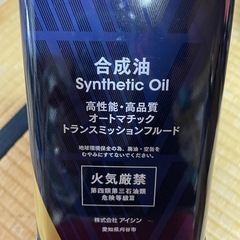 合成油
Synthetic Oil
高性能・高品質
オートマチック
トランスミッションフルード
地球環境保全の為、廃油・空缶を
むやみにすてないでください。
火気厳禁
第四類第三石油類
危険等級Ⅲ
株式会社 アイシン
愛知県刈谷市